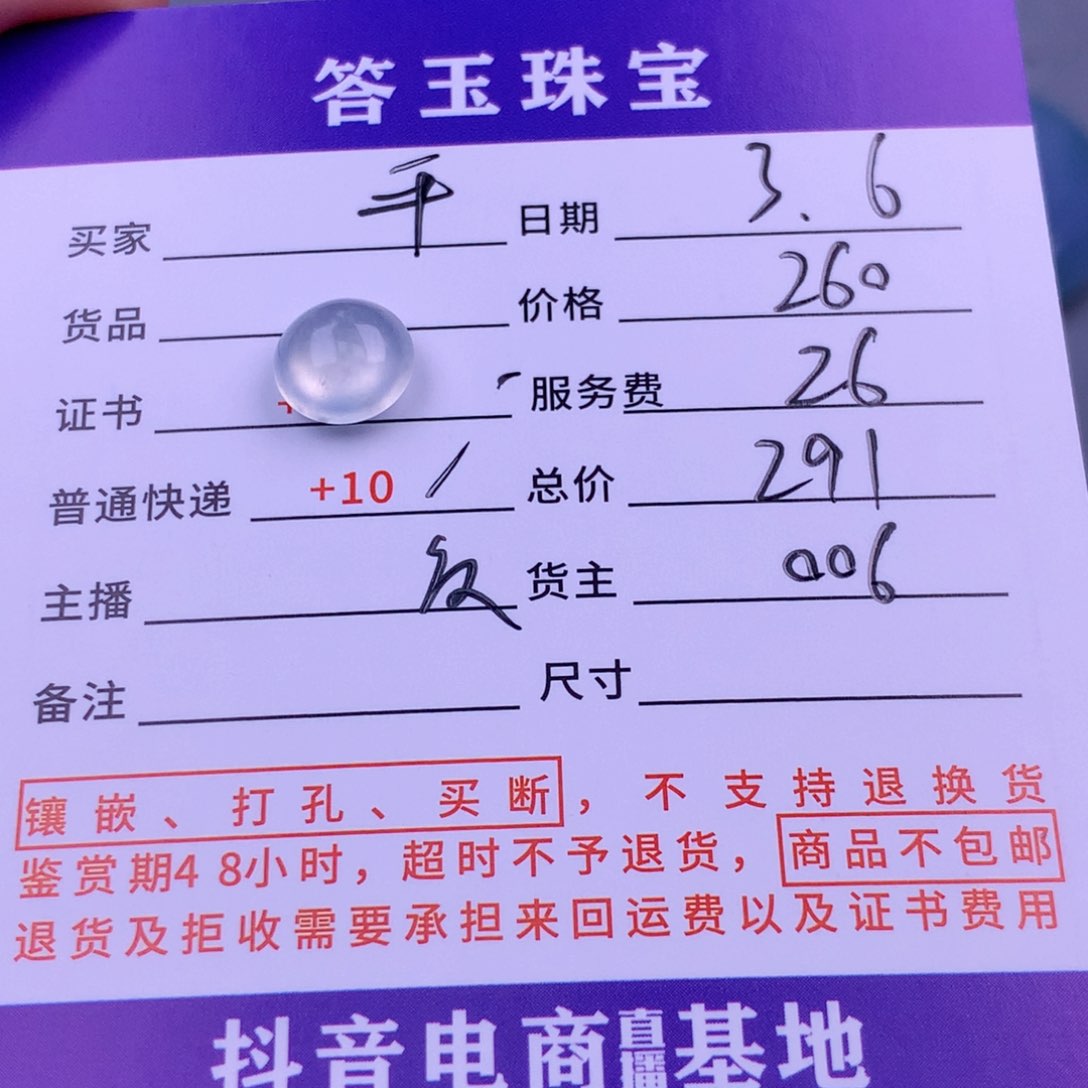 答玉珠宝
买家 日期 3.6
货品 价格 260
证书 + 服务费 26
普通快递 +10 / 总价 291
主播 货主 006
备注 尺寸
镶嵌、打孔、买断，不支持退换货
鉴赏期48小时，超时不予退货，商品不包邮
退货及拒收需要承担来回运费以及证书费用
抖音电商直播基地